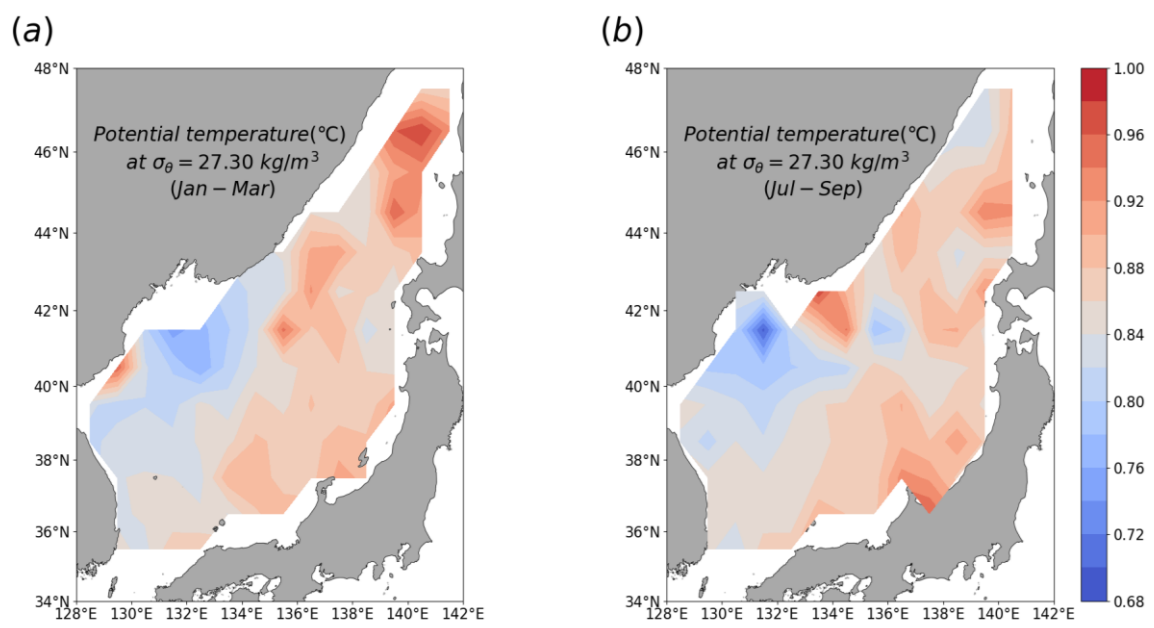 (a)
48°N
46°N
44°N
42°N
40°N
38°N
36°N
34°N
128°E 130°E 132°E 134°E 136°E 138°E 140°E 142°E
Potential temperature(°C)
at σθ = 27.30 kg/m³
(Jan − Mar)
(b)
48°N
46°N
44°N
42°N
40°N
38°N
36°N
34°N
128°E 130°E 132°E 134°E 136°E 138°E 140°E 142°E
Potential temperature(°C)
at σθ = 27.30 kg/m³
(Jul − Sep)
1.00
0.96
0.92
0.88
0.84
0.80
0.76
0.72
0.68